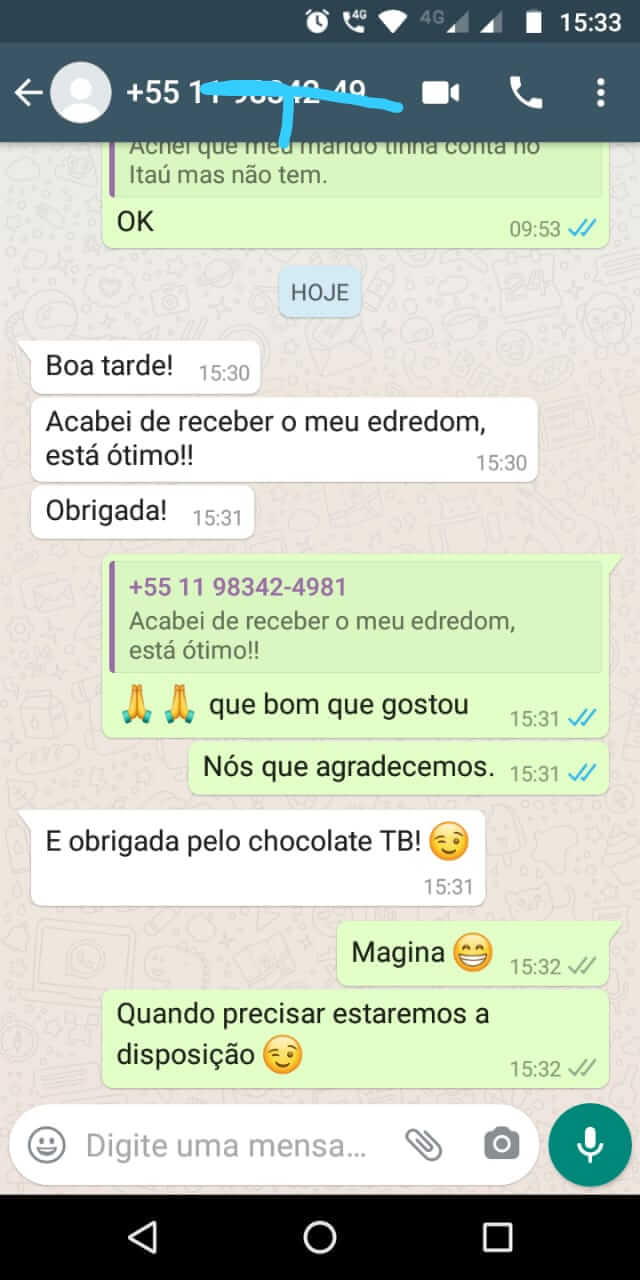 4G
4G
15:33
+55 11 98342-49
Achei que meu marido tinha conta no
Itaú mas não tem.
OK
09:53
HOJE
Boa tarde!
15:30
Acabei de receber o meu edredom,
está ótimo!!
15:30
Obrigada!
15:31
+55 11 98342-4981
Acabei de receber o meu edredom,
está ótimo!!
que bom que gostou
15:31
Nós que agradecemos.
15:31
E obrigada pelo chocolate TB!
15:31
Magina
15:32
Quando precisar estaremos a
disposição
15:32
Digite uma mensa...